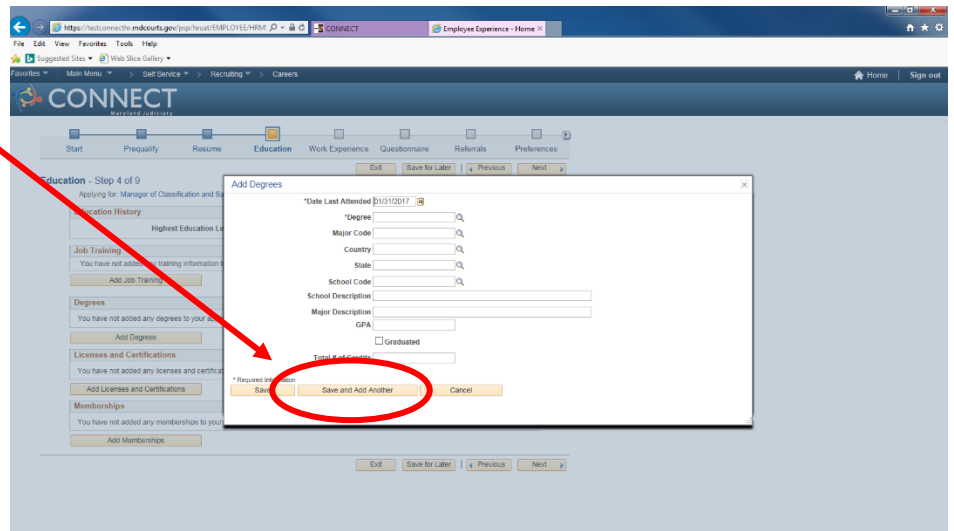 https://testconnecthr.mdcourts.gov/psp/hruat/EMPLOYEE/HRMS
CONNECT
Employee Experience - Home
File Edit View Favorites Tools Help
Suggested Sites Web Slice Gallery
Favorites Main Menu > Self Service > Recruiting > Careers
Home Sign out
CONNECT
Maryland Judiciary
Start Prequalify Resume Education Work Experience Questionnaire Referrals Preferences
Exit Save for Later | Previous Next
Education - Step 4 of 9
Applying for: Manager of Classification and
Education History
Highest Education
Job Training
You have not added any training information
Add Job Training
Degrees
You have not added any degrees to your
Add Degrees
Licenses and Certifications
You have not added any licenses and
Add Licenses and Certifications
Memberships
You have not added any memberships to your
Add Memberships
Add Degrees
*Date Last Attended 01/31/2017
*Degree
Major Code
Country
State
School Code
School Description
Major Description
GPA
Graduated
Total # of Credits
* Required Information
Save Save and Add Another Cancel
Exit Save for Later | Previous Next